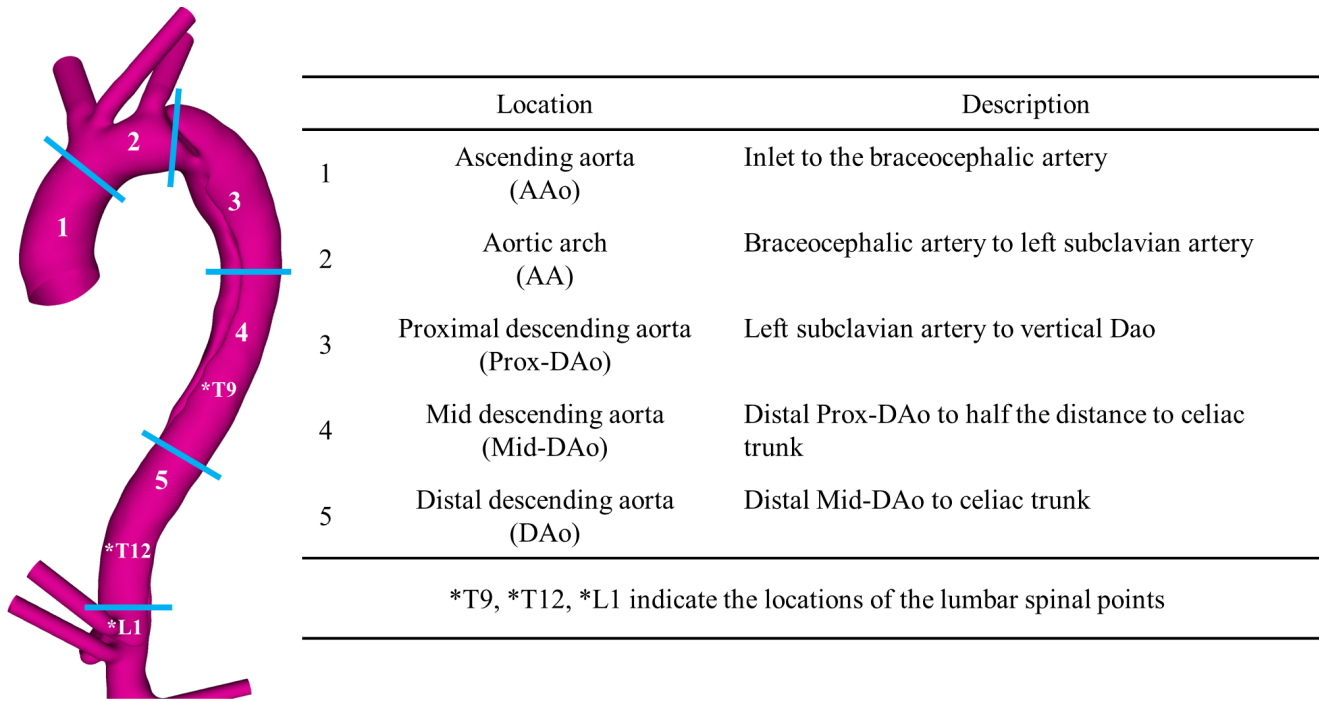 2
1
3
4
*T9
5
*T12
*L1
Location Description
1 Ascending aorta (AAo) Inlet to the braceocephalic artery
2 Aortic arch (AA) Braceocephalic artery to left subclavian artery
3 Proximal descending aorta (Prox-DAo) Left subclavian artery to vertical Dao
4 Mid descending aorta (Mid-DAo) Distal Prox-DAo to half the distance to celiac
trunk
5 Distal descending aorta (DAo) Distal Mid-DAo to celiac trunk
*T9, *T12, *L1 indicate the locations of the lumbar spinal points